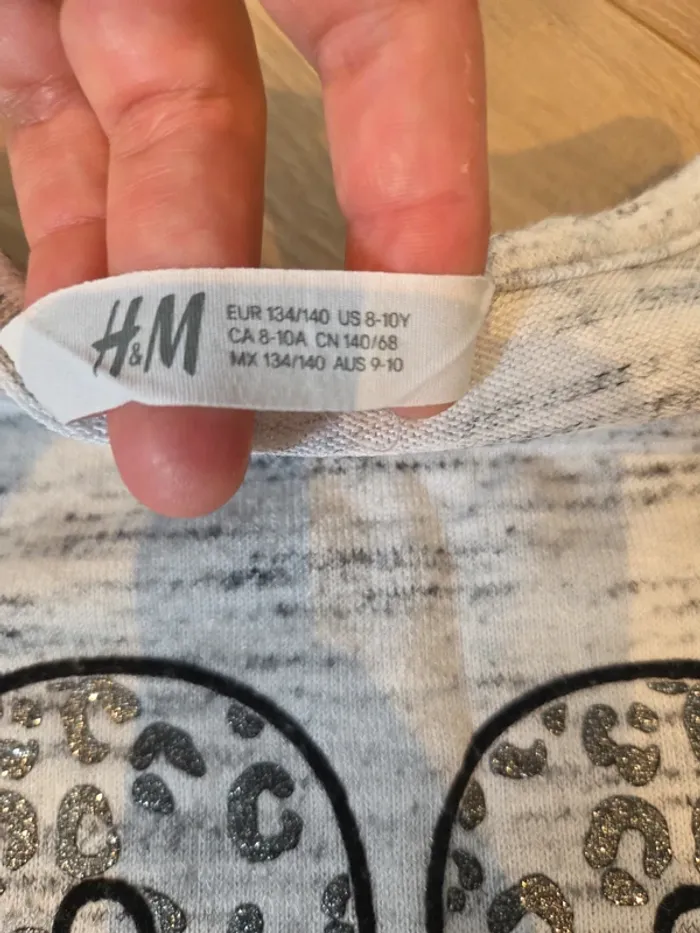 H&M
EUR 134/140 US 8-10Y
CA 8-10A CN 140/68
MX 134/140 AUS 9-10